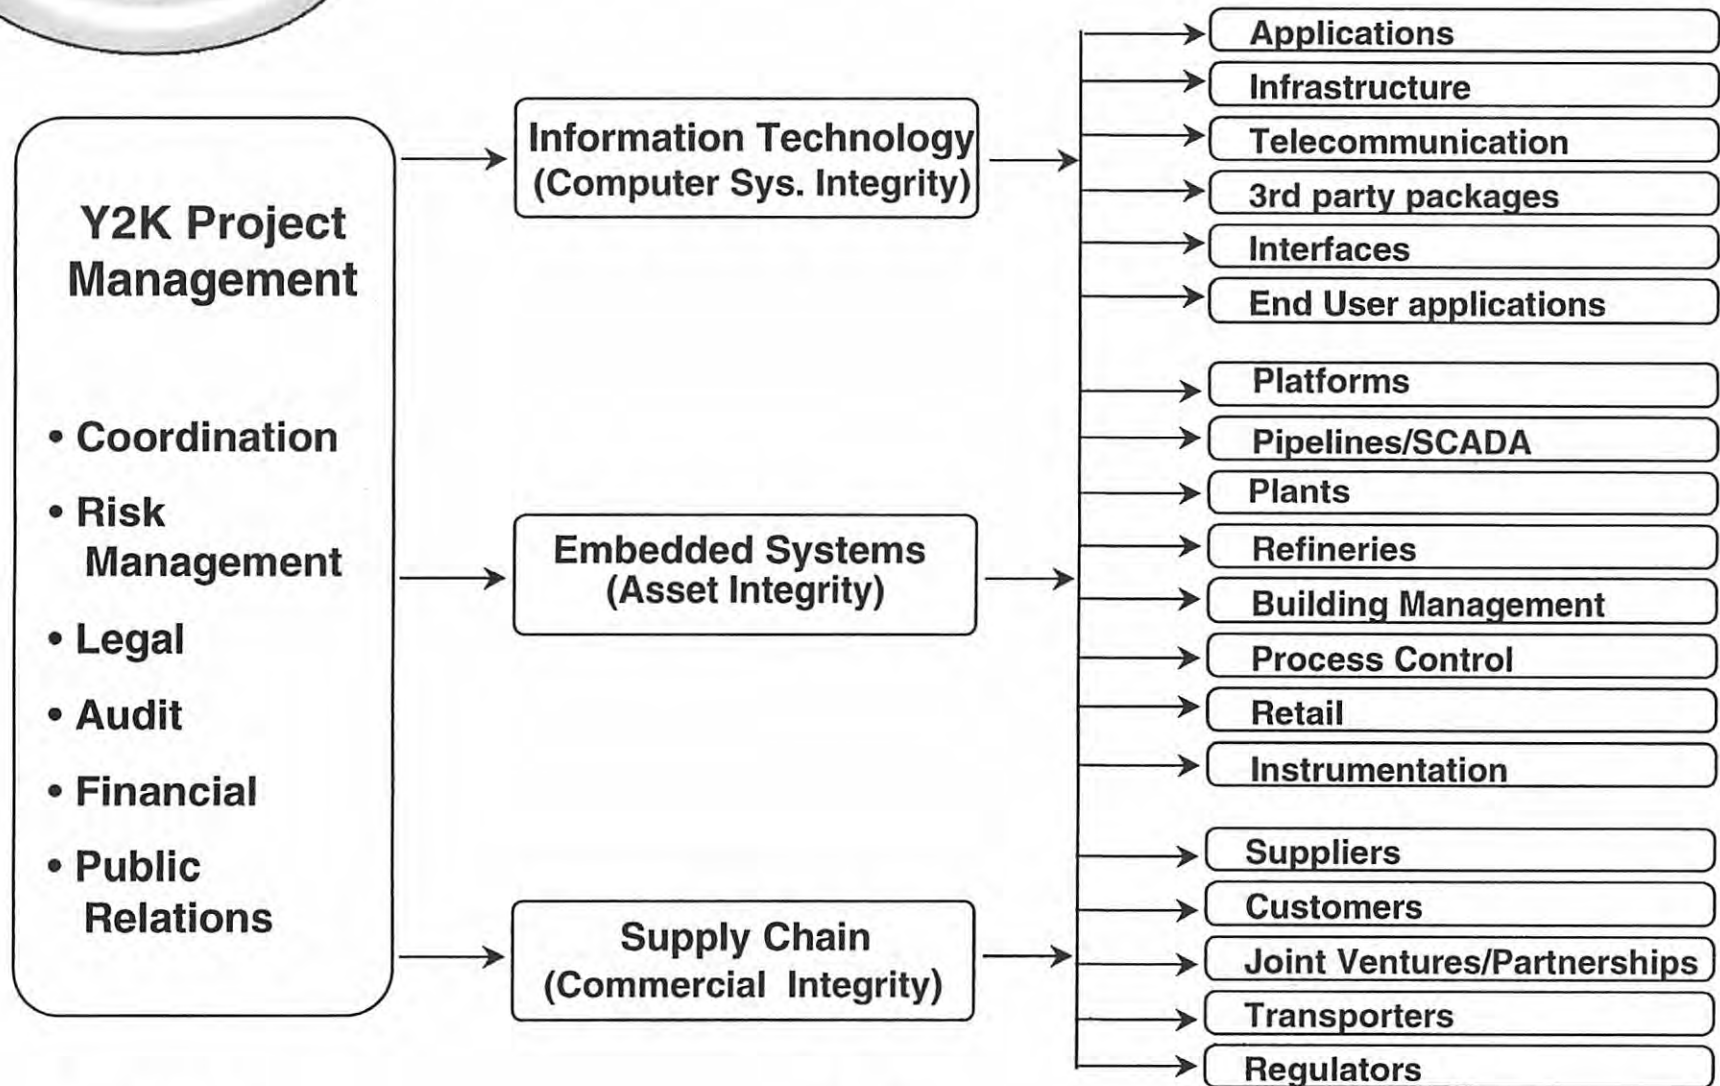 Y2K Project
Management
• Coordination
• Risk
Management
• Legal
• Audit
• Financial
• Public
Relations
Information Technology
(Computer Sys. Integrity)
Embedded Systems
(Asset Integrity)
Supply Chain
(Commercial Integrity)
Applications
Infrastructure
Telecommunication
3rd party packages
Interfaces
End User applications
Platforms
Pipelines/SCADA
Plants
Refineries
Building Management
Process Control
Retail
Instrumentation
Suppliers
Customers
Joint Ventures/Partnerships
Transporters
Regulators